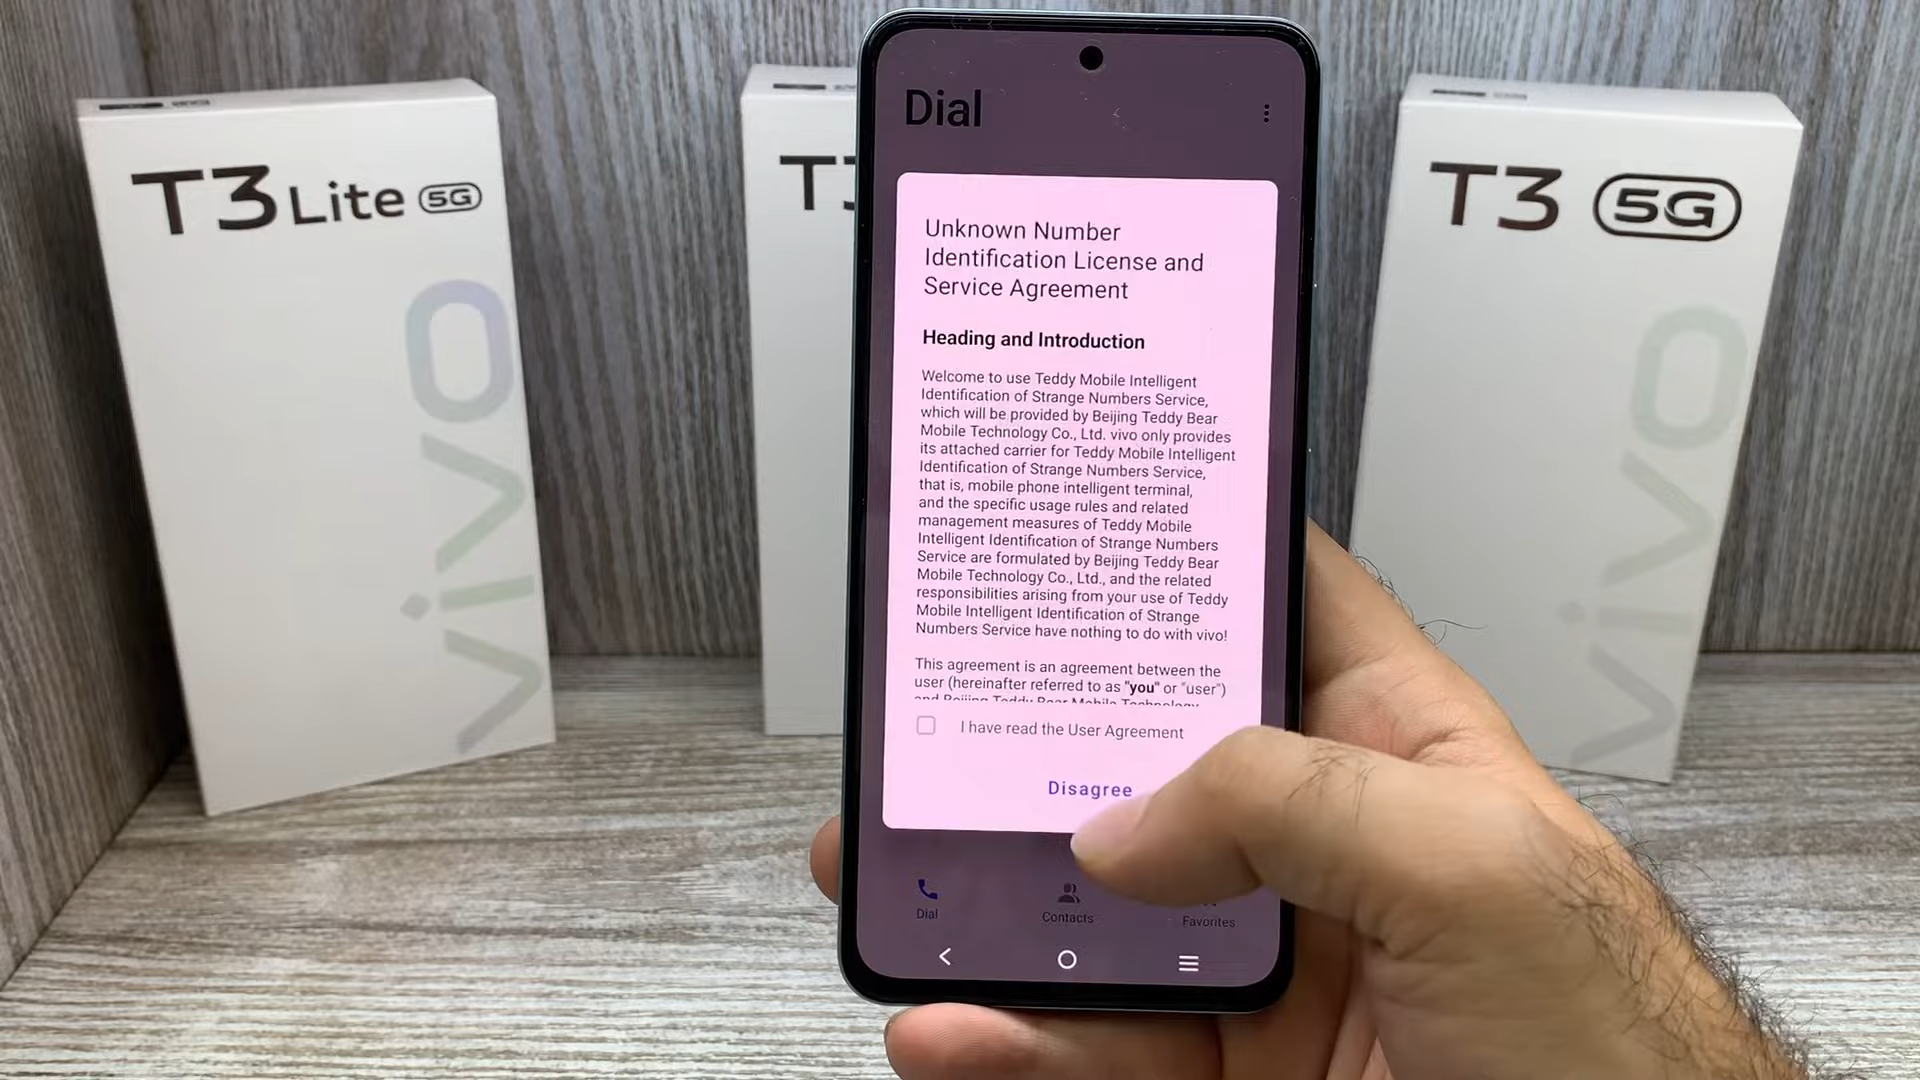 T3 Lite 5G
vivo
T3
T3 5G
vivo
Dial
Unknown Number
Identification License and
Service Agreement
Heading and Introduction
Welcome to use Teddy Mobile Intelligent
Identification of Strange Numbers Service,
which will be provided by Beijing Teddy Bear
Mobile Technology Co., Ltd. vivo only provides
its attached carrier for Teddy Mobile Intelligent
Identification of Strange Numbers Service,
that is, mobile phone intelligent terminal,
and the specific usage rules and related
management measures of Teddy Mobile
Intelligent Identification of Strange Numbers
Service are formulated by Beijing Teddy Bear
Mobile Technology Co., Ltd., and the related
responsibilities arising from your use of Teddy
Mobile Intelligent Identification of Strange
Numbers Service have nothing to do with vivo!
This agreement is an agreement between the
user (hereinafter referred to as "you" or "user")
and Beijing Teddy Bear Mobile Technology
I have read the User Agreement
Disagree
Dial
Contacts
Favorites